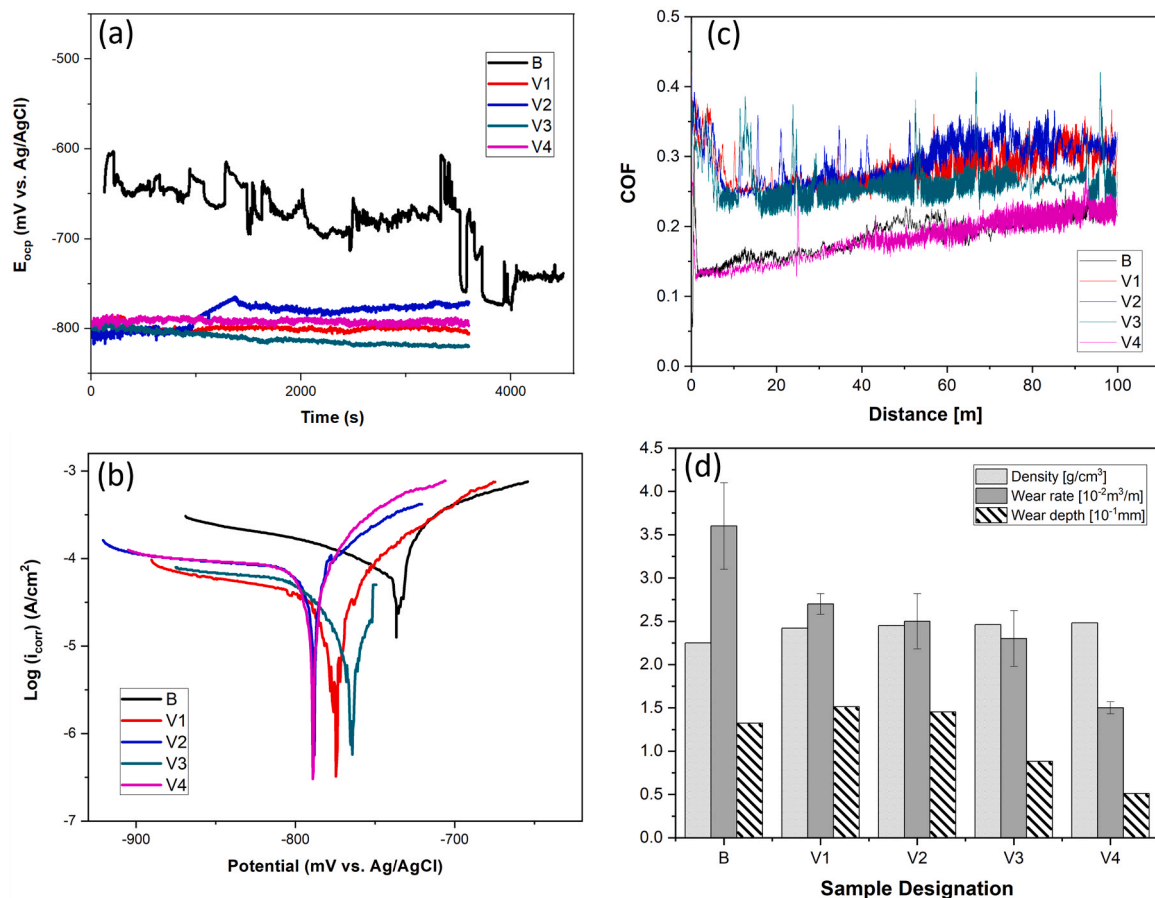 (a)
-500
-600
-700
-800
E_ocp (mV vs. Ag/AgCl)
B
V1
V2
V3
V4
0
2000
4000
Time (s)
(c)
0.5
0.4
0.3
0.2
0.1
0.0
COF
B
V1
V2
V3
V4
0
20
40
60
80
100
Distance [m]
(b)
-3
-4
-5
-6
-7
Log (i_corr) (A/cm²)
B
V1
V2
V3
V4
-900
-800
-700
Potential (mV vs. Ag/AgCl)
(d)
4.5
4.0
3.5
3.0
2.5
2.0
1.5
1.0
0.5
0.0
Density [g/cm³]
Wear rate [10⁻²m³/m]
Wear depth [10⁻¹mm]
B
V1
V2
V3
V4
Sample Designation